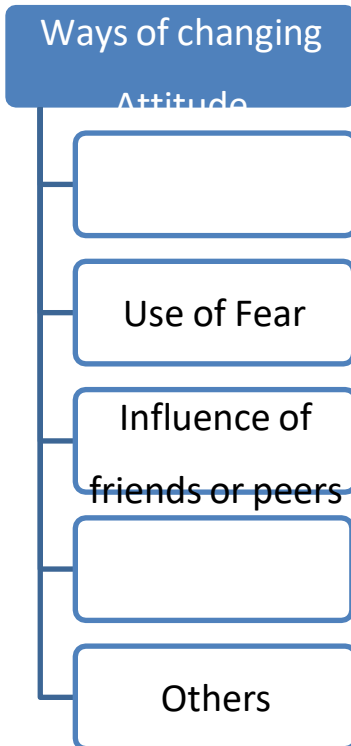 Ways of changing
Attitude
Use of Fear
Influence of
friends or peers
Others